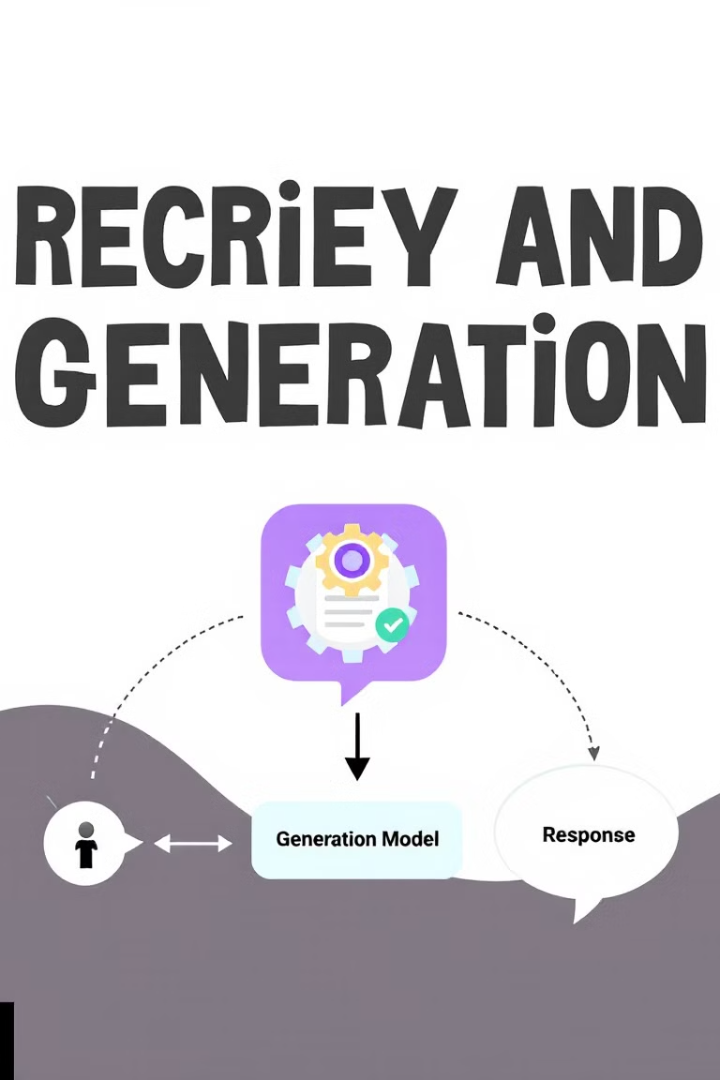 RECRiEY AND
GENERATiON
Generation Model
Response